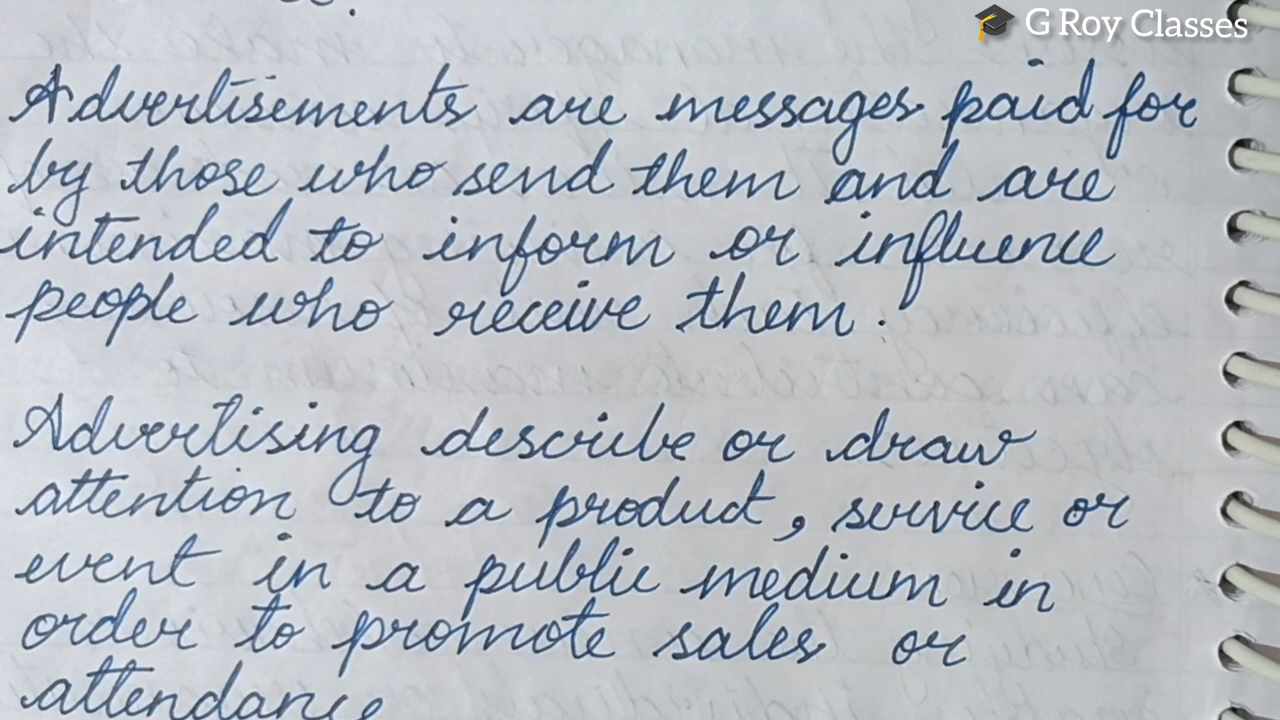 G Roy Classes
Advertisements are messages paid for
by those who send them and are
intended to inform or influence
people who receive them.
Advertising describe or draw
attention to a product, service or
event in a public medium in
order to promote sales or
attendance